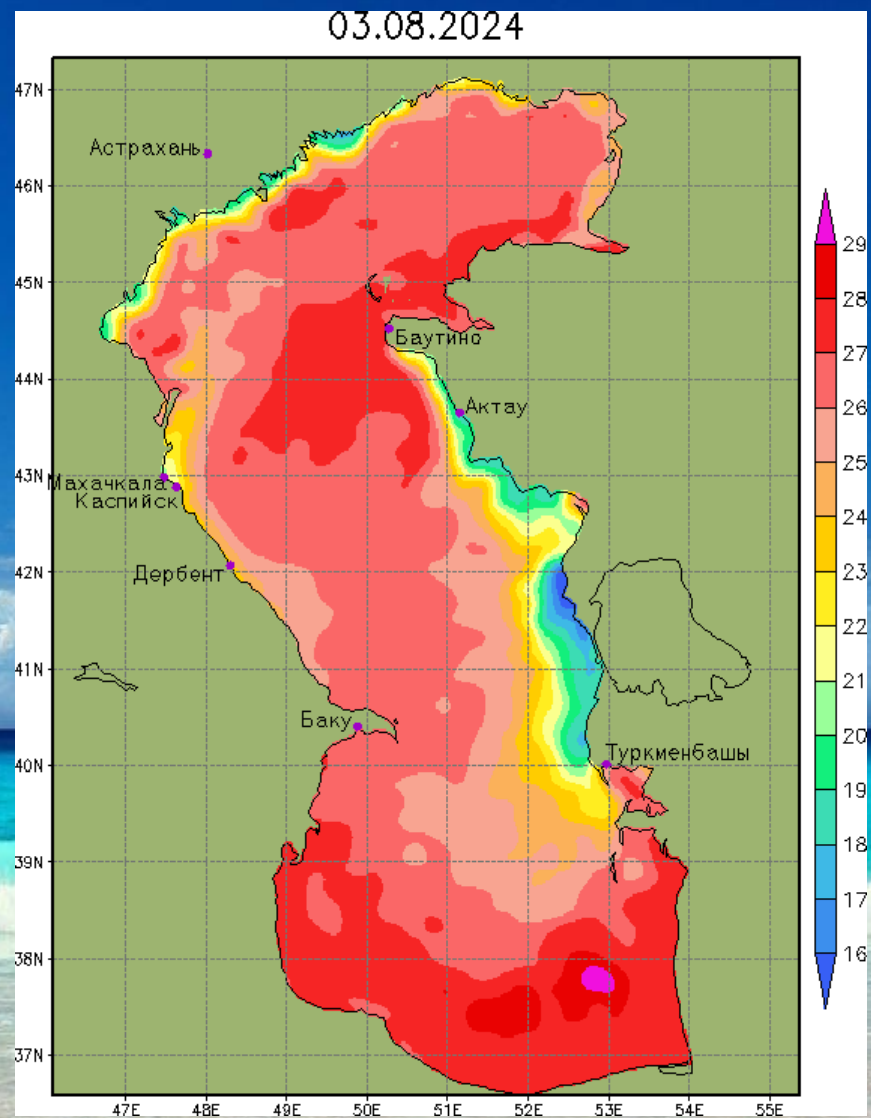 03.08.2024
47N
Астрахань
46N
29
45N
28
Баутино
27
44N
Актау
26
43N
25
Махачкала
Каспийск
24
42N
Дербент
23
22
41N
21
Баку
20
40N
Туркменбашы
19
39N
18
17
38N
16
37N
47E 48E 49E 50E 51E 52E 53E 54E 55E